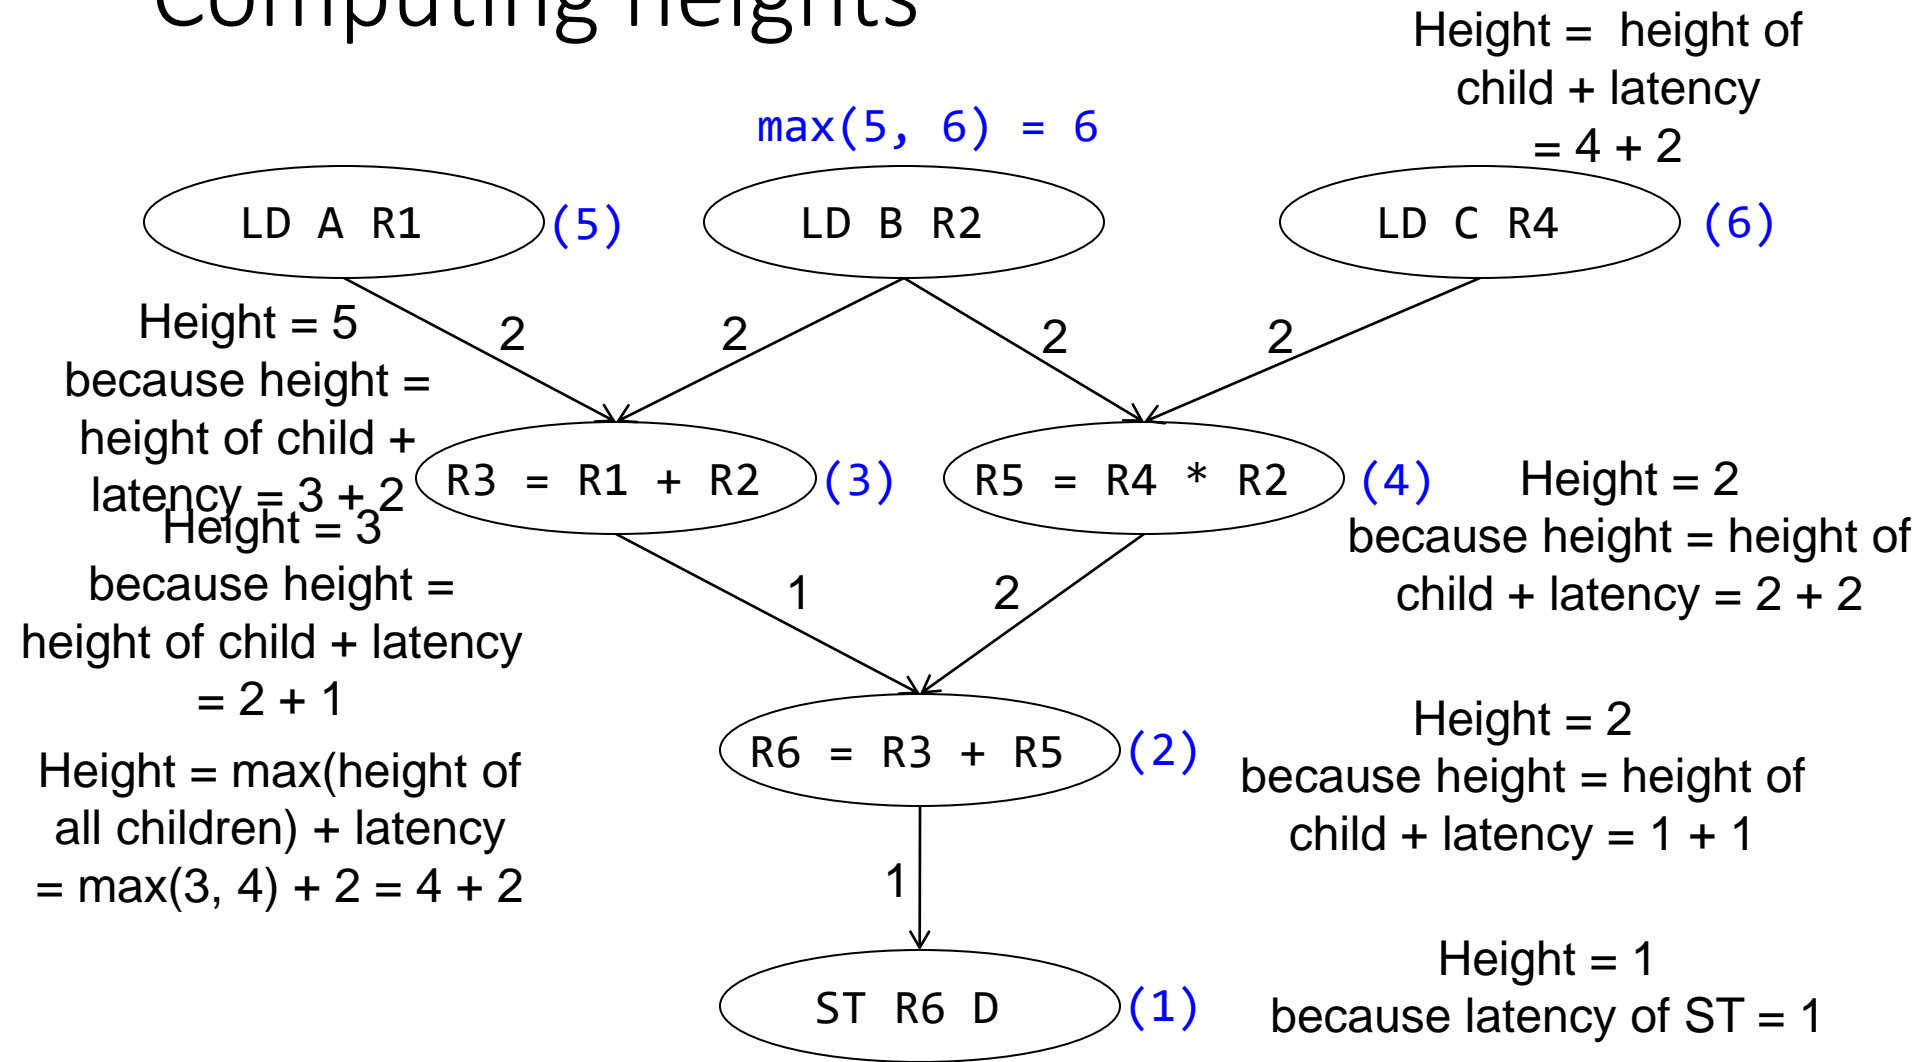 Computing heights
Height = height of
child + latency
= 4 + 2
max(5, 6) = 6
LD A R1
(5)
LD B R2
LD C R4
(6)
2
2
2
2
Height = 5
because height =
height of child +
latency = 3 + 2
R3 = R1 + R2
(3)
R5 = R4 * R2
(4)
Height = 2
because height = height of
child + latency = 2 + 2
Height = 3
because height =
height of child + latency
= 2 + 1
1
2
R6 = R3 + R5
(2)
Height = 2
because height = height of
child + latency = 1 + 1
Height = max(height of
all children) + latency
= max(3, 4) + 2 = 4 + 2
1
ST R6 D
(1)
Height = 1
because latency of ST = 1